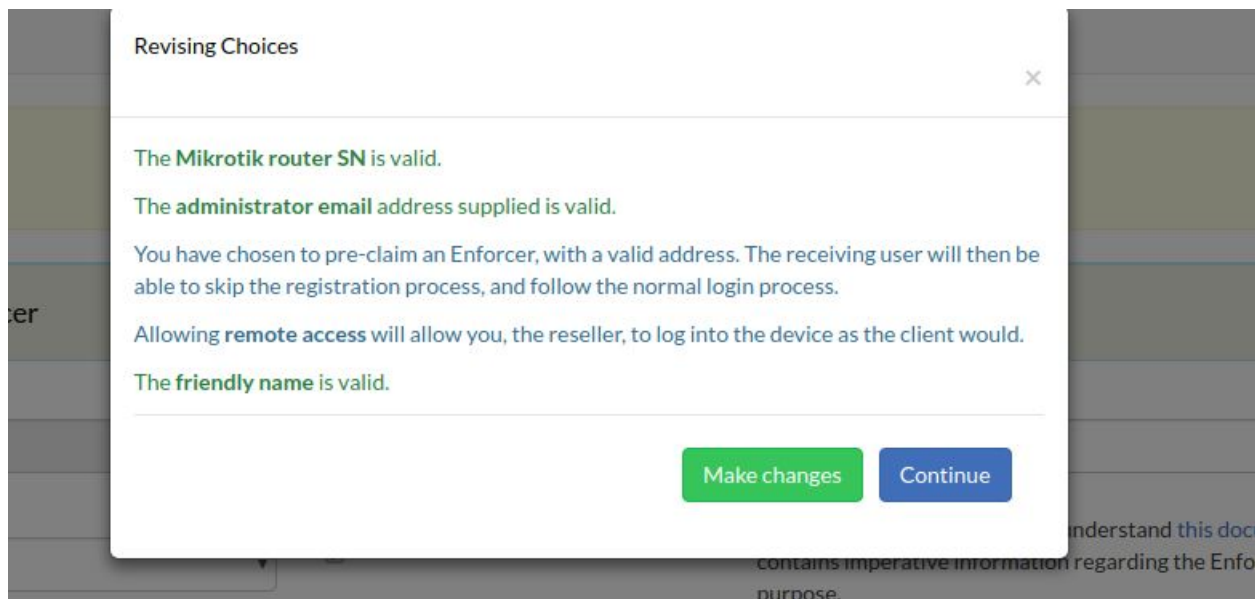 Revising Choices
×
The Mikrotik router SN is valid.
The administrator email address supplied is valid.
You have chosen to pre-claim an Enforcer, with a valid address. The receiving user will then be
able to skip the registration process, and follow the normal login process.
cer
Allowing remote access will allow you, the reseller, to log into the device as the client would.
The friendly name is valid.
Make changes
Continue
understand this doc
contains imperative information regarding the Enfo
purpose.